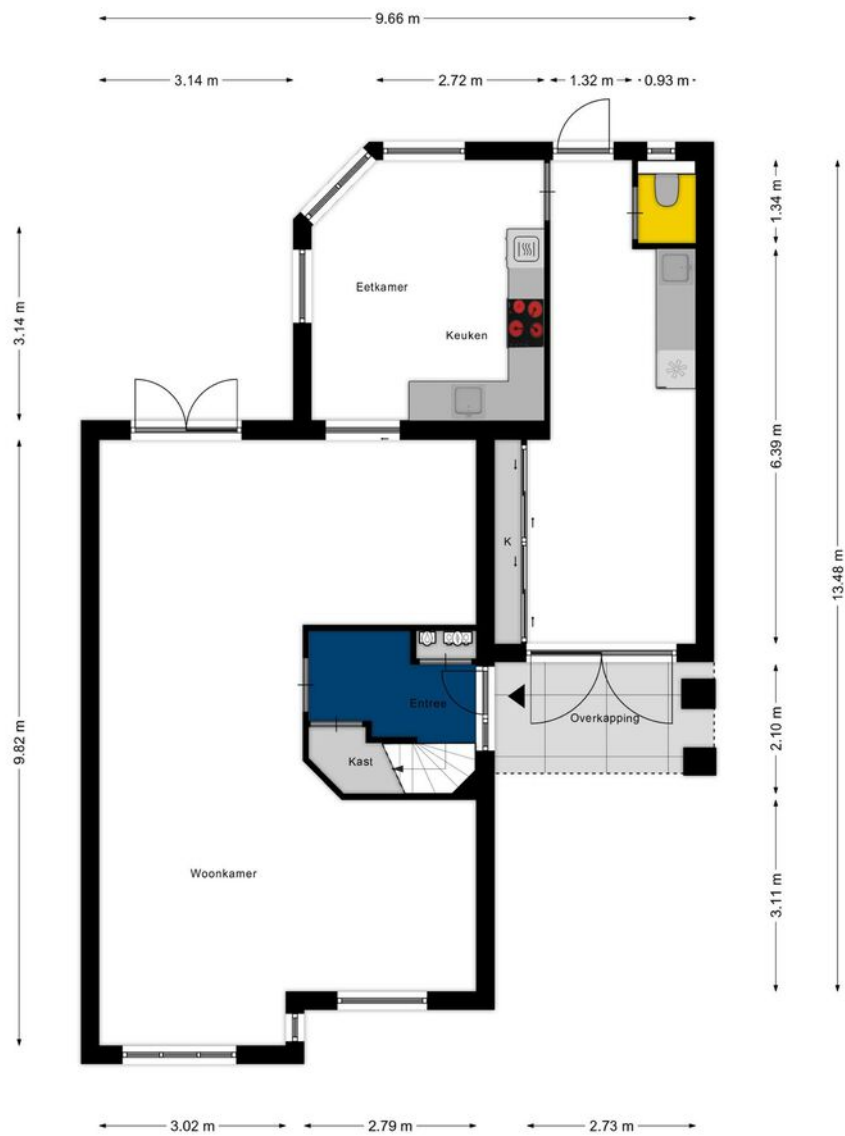 9.66 m
3.14 m
2.72 m
1.32 m
0.93 m
1.34 m
3.14 m
Eetkamer
Keuken
6.39 m
K
13.48 m
Entree
Overkapping
2.10 m
9.82 m
Kast
Woonkamer
3.11 m
3.02 m
2.79 m
2.73 m